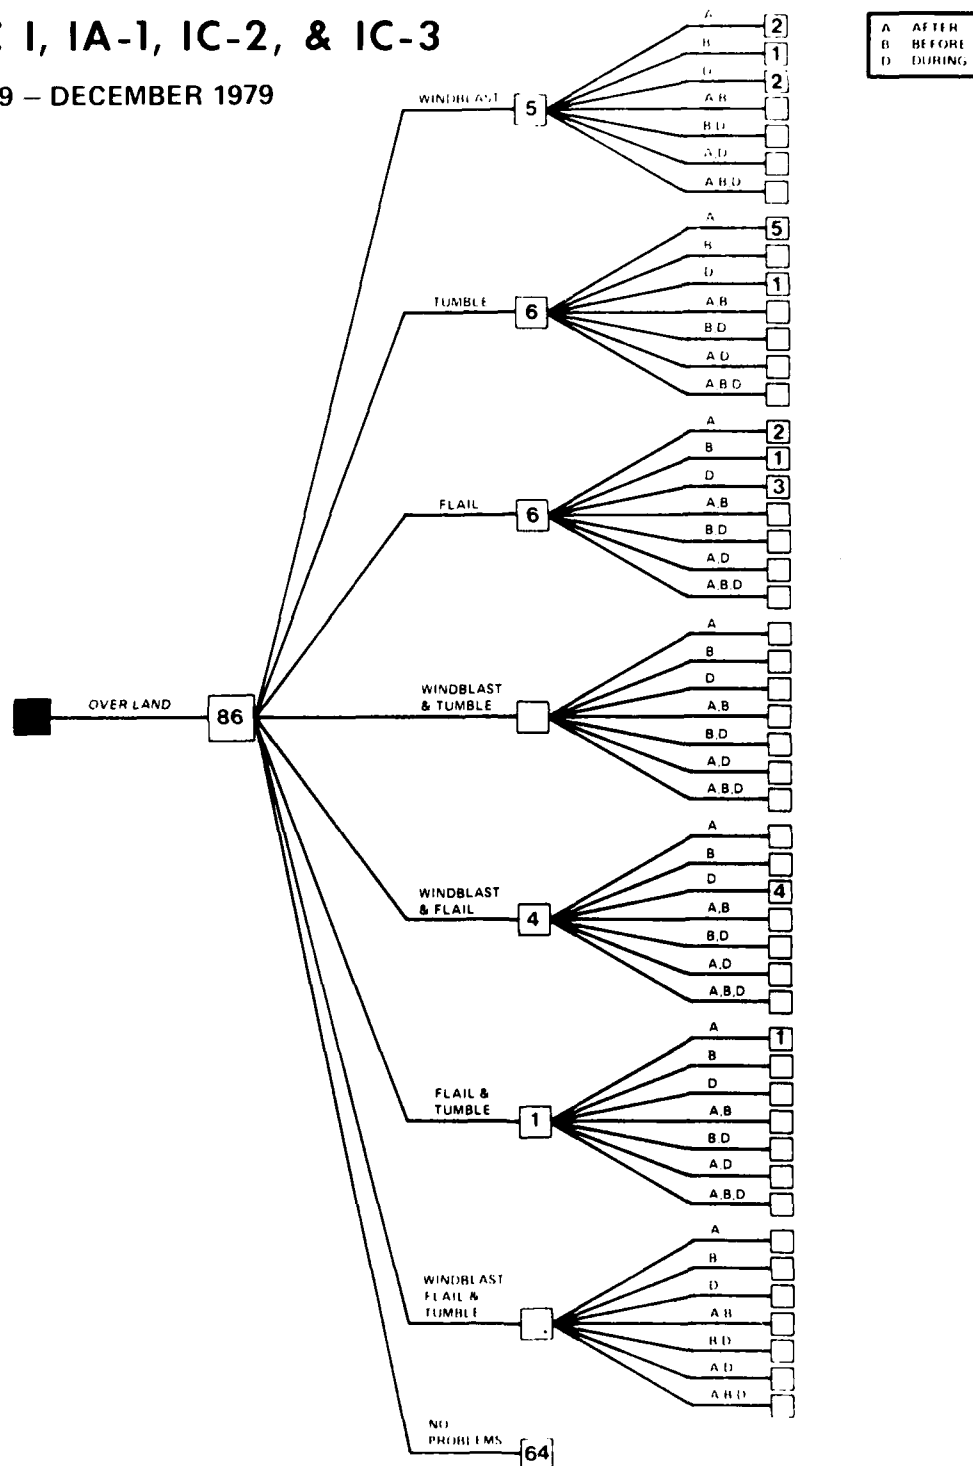 I, IA-1, IC-2, & IC-3
9 – DECEMBER 1979
A AFTER
B BEFORE
D DURING
OVER LAND
86
WINDBLAST
5
A
2
B
1
D
2
A,B
B,D
A,D
A,B,D
TUMBLE
6
A
5
B
D
1
A,B
B,D
A,D
A,B,D
FLAIL
6
A
2
B
1
D
3
A,B
B,D
A,D
A,B,D
WINDBLAST
& TUMBLE
A
B
D
A,B
B,D
A,D
A,B,D
WINDBLAST
& FLAIL
4
A
B
D
4
A,B
B,D
A,D
A,B,D
FLAIL &
TUMBLE
1
A
1
B
D
A,B
B,D
A,D
A,B,D
WINDBLAST
FLAIL &
TUMBLE
A
B
D
A,B
B,D
A,D
A,B,D
NO
PROBLEMS
64